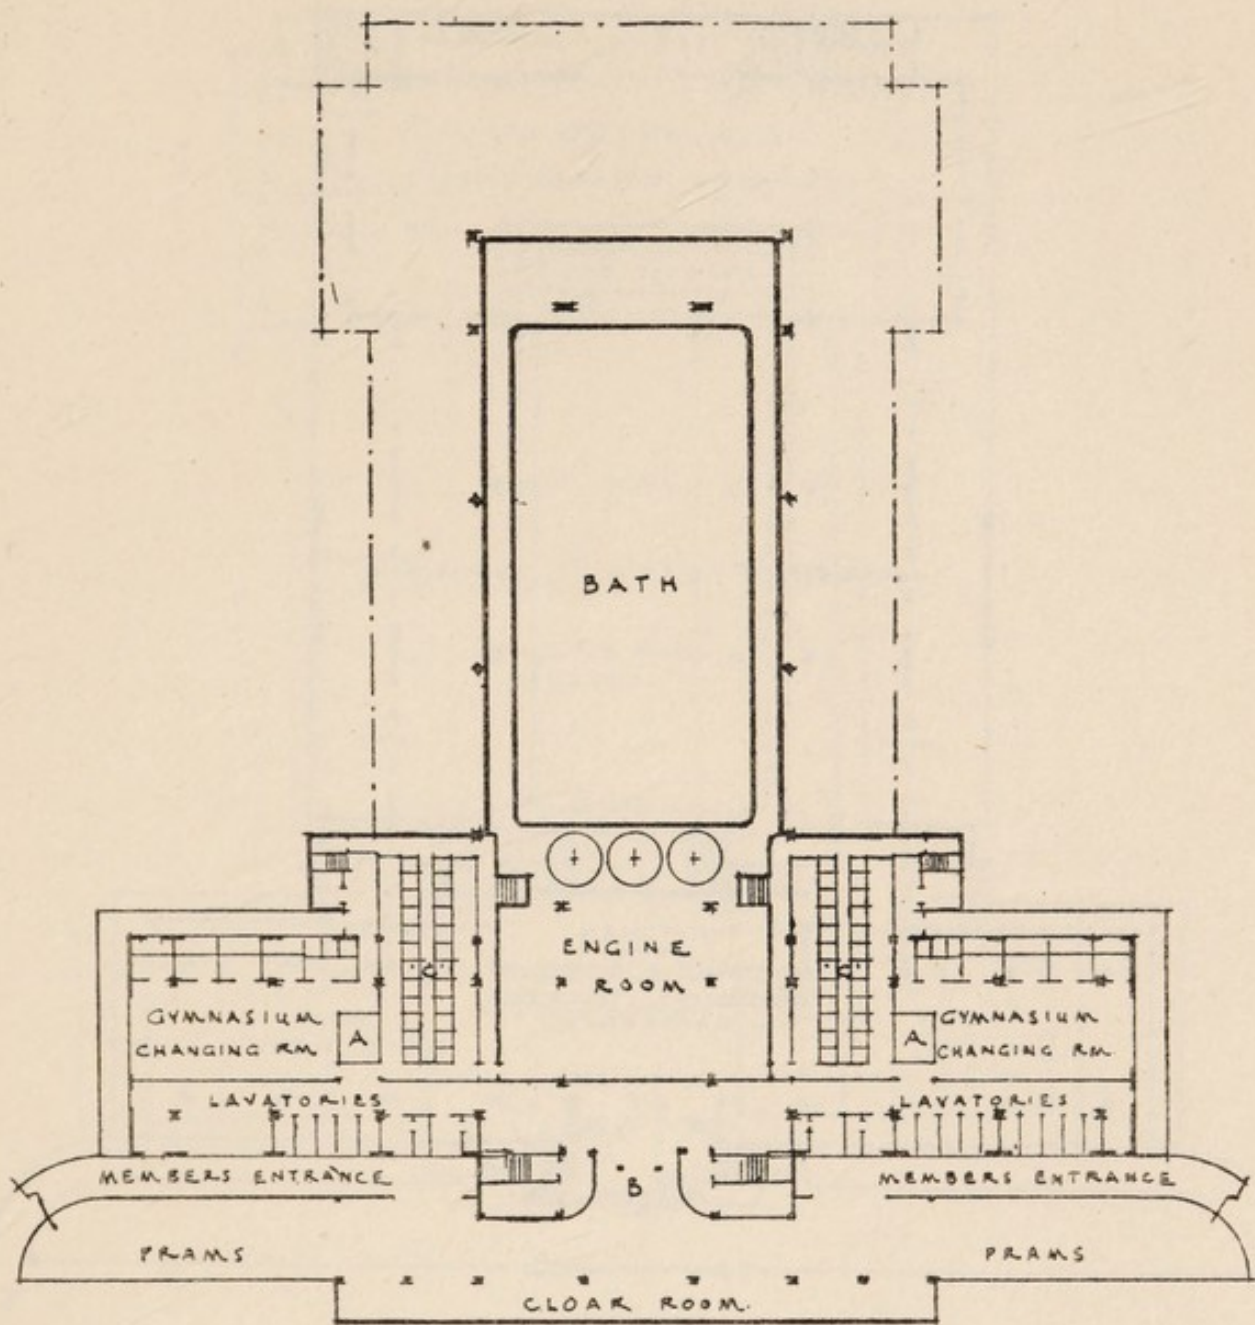 BATH
ENGINE
ROOM
C
C
GYMNASIUM
CHANGING RM
A
A
GYMNASIUM
CHANGING RM
LAVATORIES
LAVATORIES
MEMBERS ENTRANCE
B
MEMBERS ENTRANCE
PRAMS
PRAMS
CLOAK ROOM.